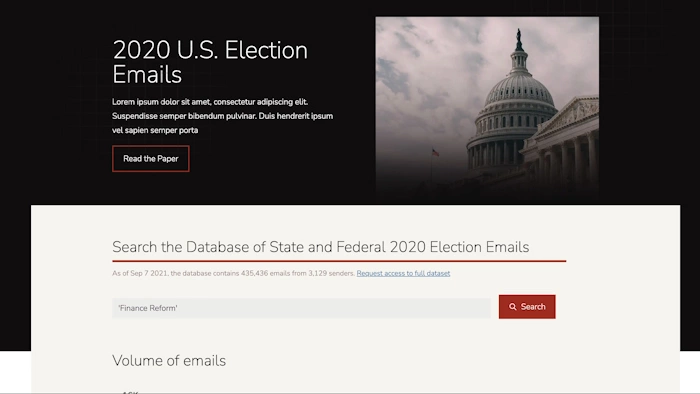 2020 U.S. Election
Emails
Lorem ipsum dolor sit amet, consectetur adipiscing elit.
Suspendisse semper bibendum pulvinar. Duis hendrerit ipsum
vel sapien semper porta
Read the Paper
Search the Database of State and Federal 2020 Election Emails
As of Sep 7 2021, the database contains 435,436 emails from 3,129 senders. Request access to full dataset
'Finance Reform'
Search
Volume of emails